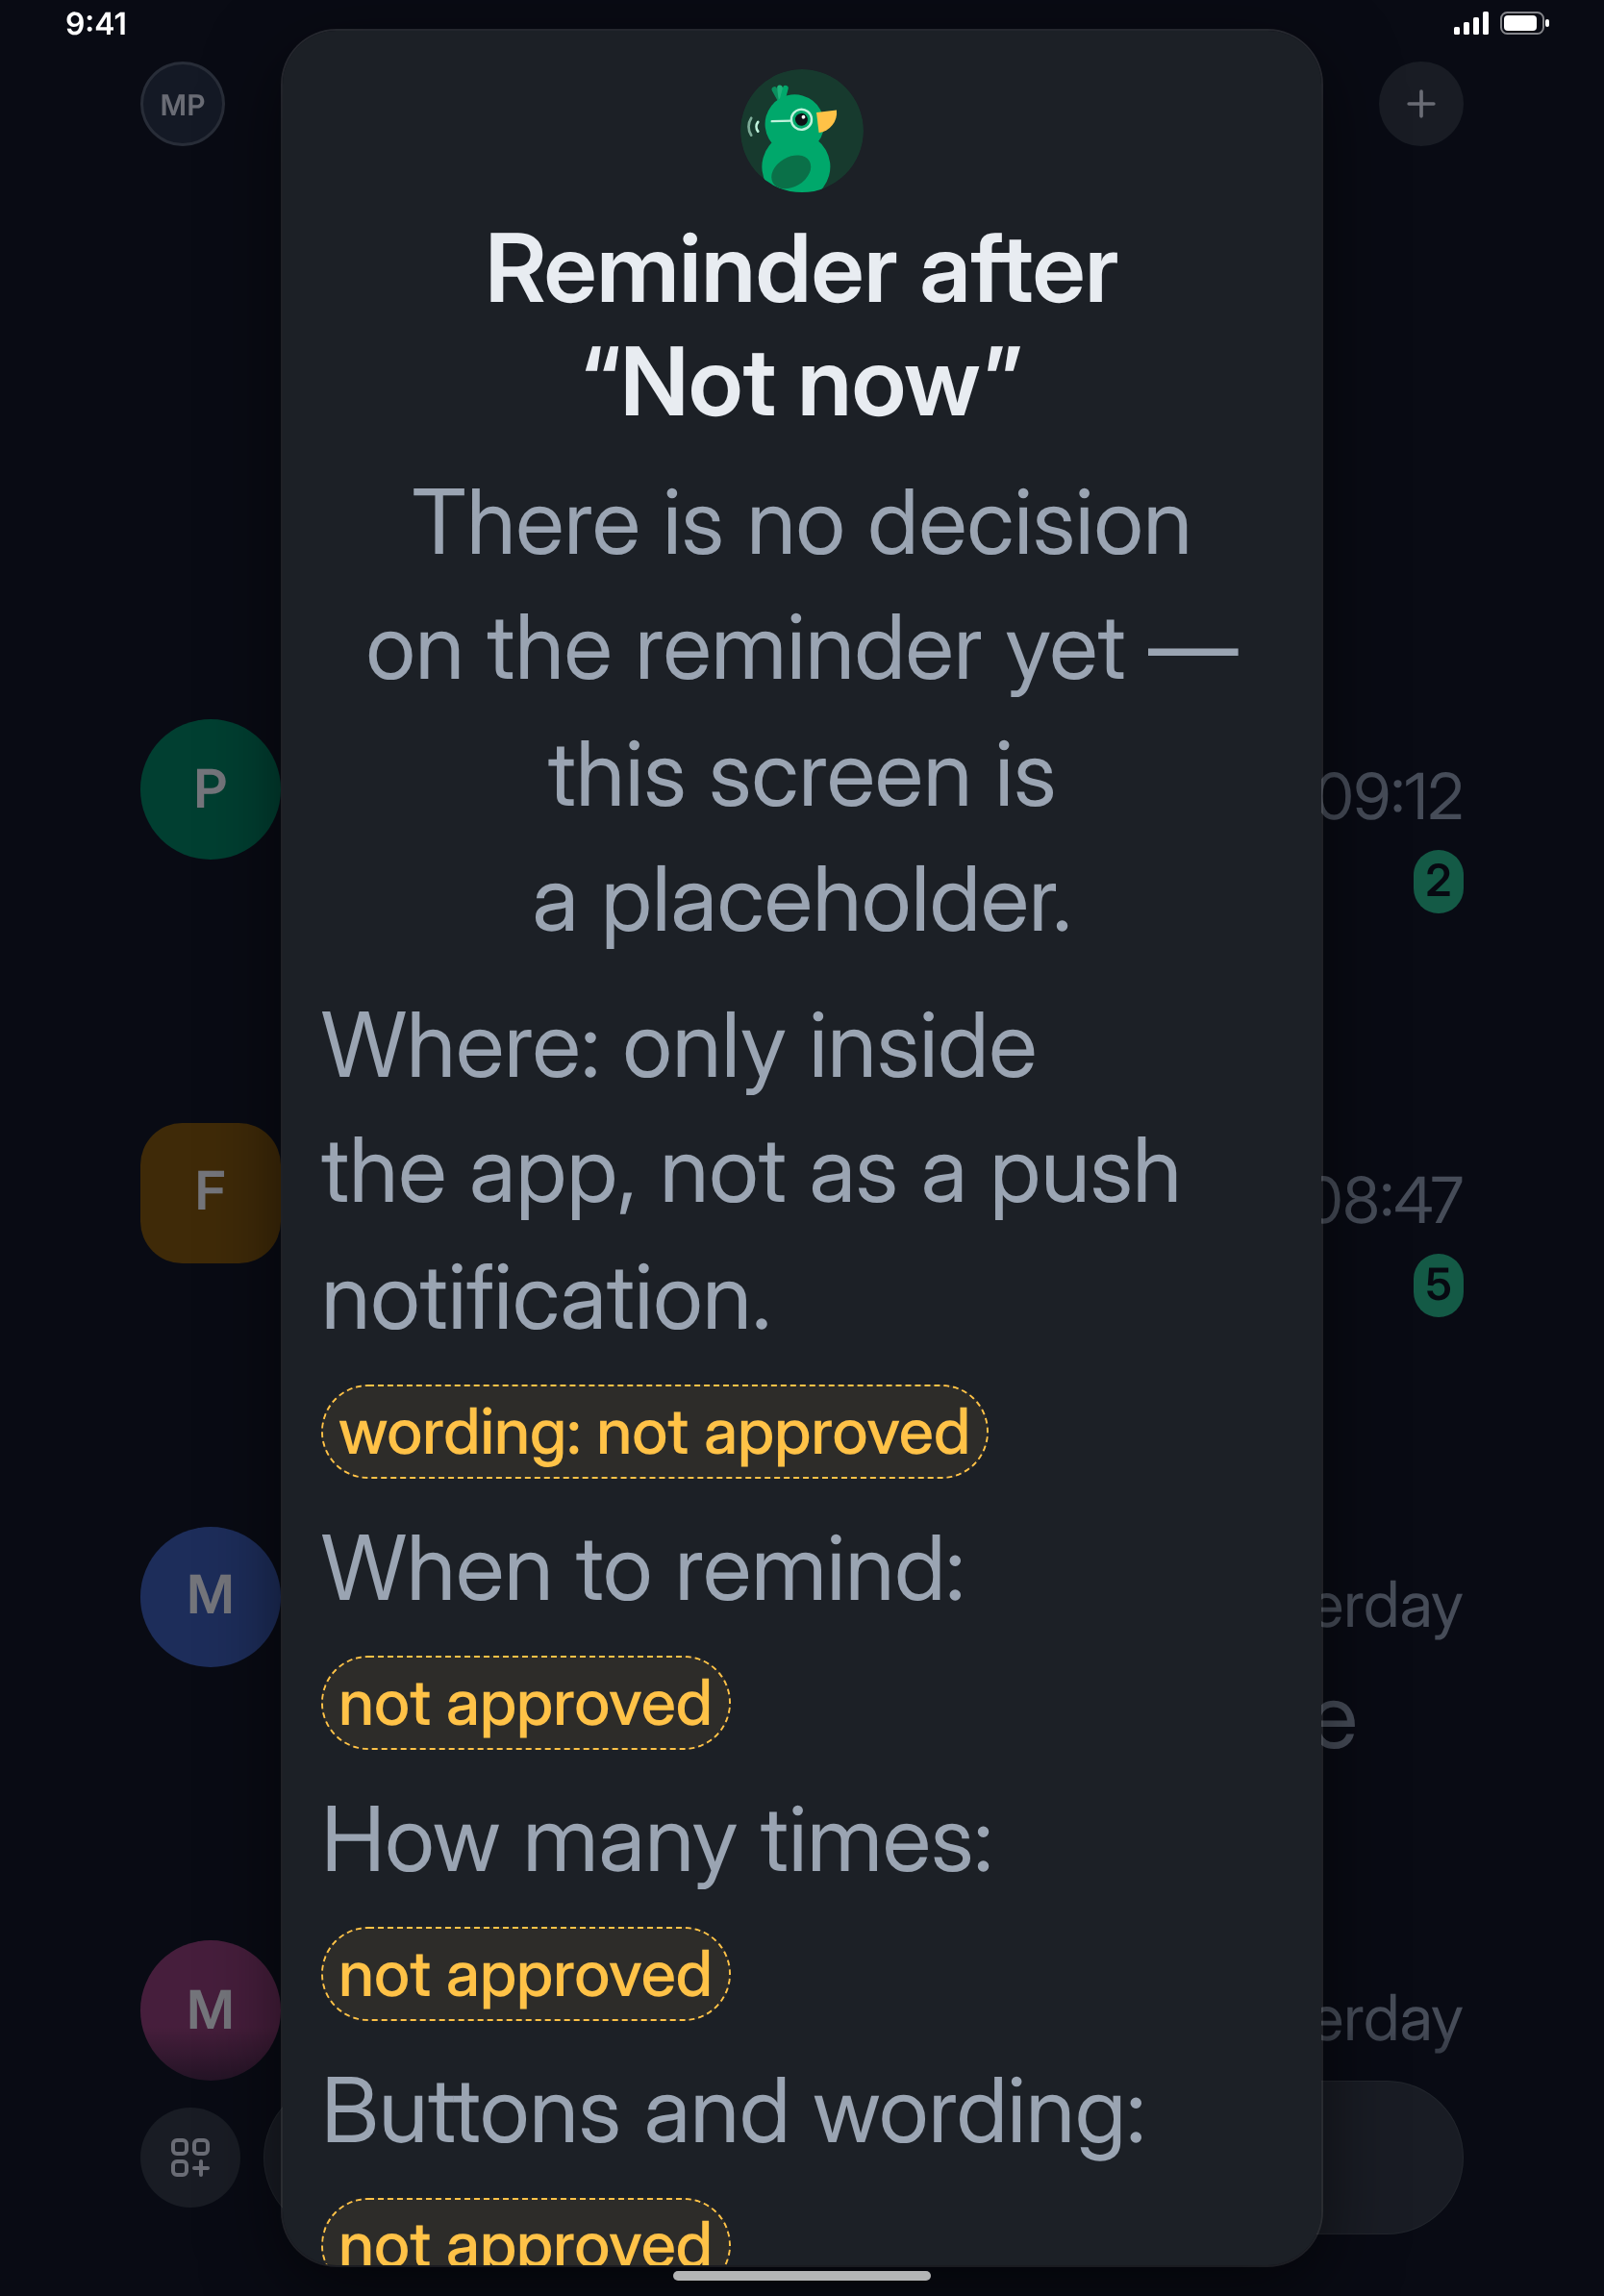 9:41
MP
Reminder after
“Not now”
There is no decision
on the reminder yet —
this screen is
a placeholder.
P
09:12
2
Where: only inside
the app, not as a push
notification.
F
08:47
5
wording: not approved
When to remind:
M
erday
not approved
e
How many times:
not approved
M
erday
Buttons and wording:
not approved